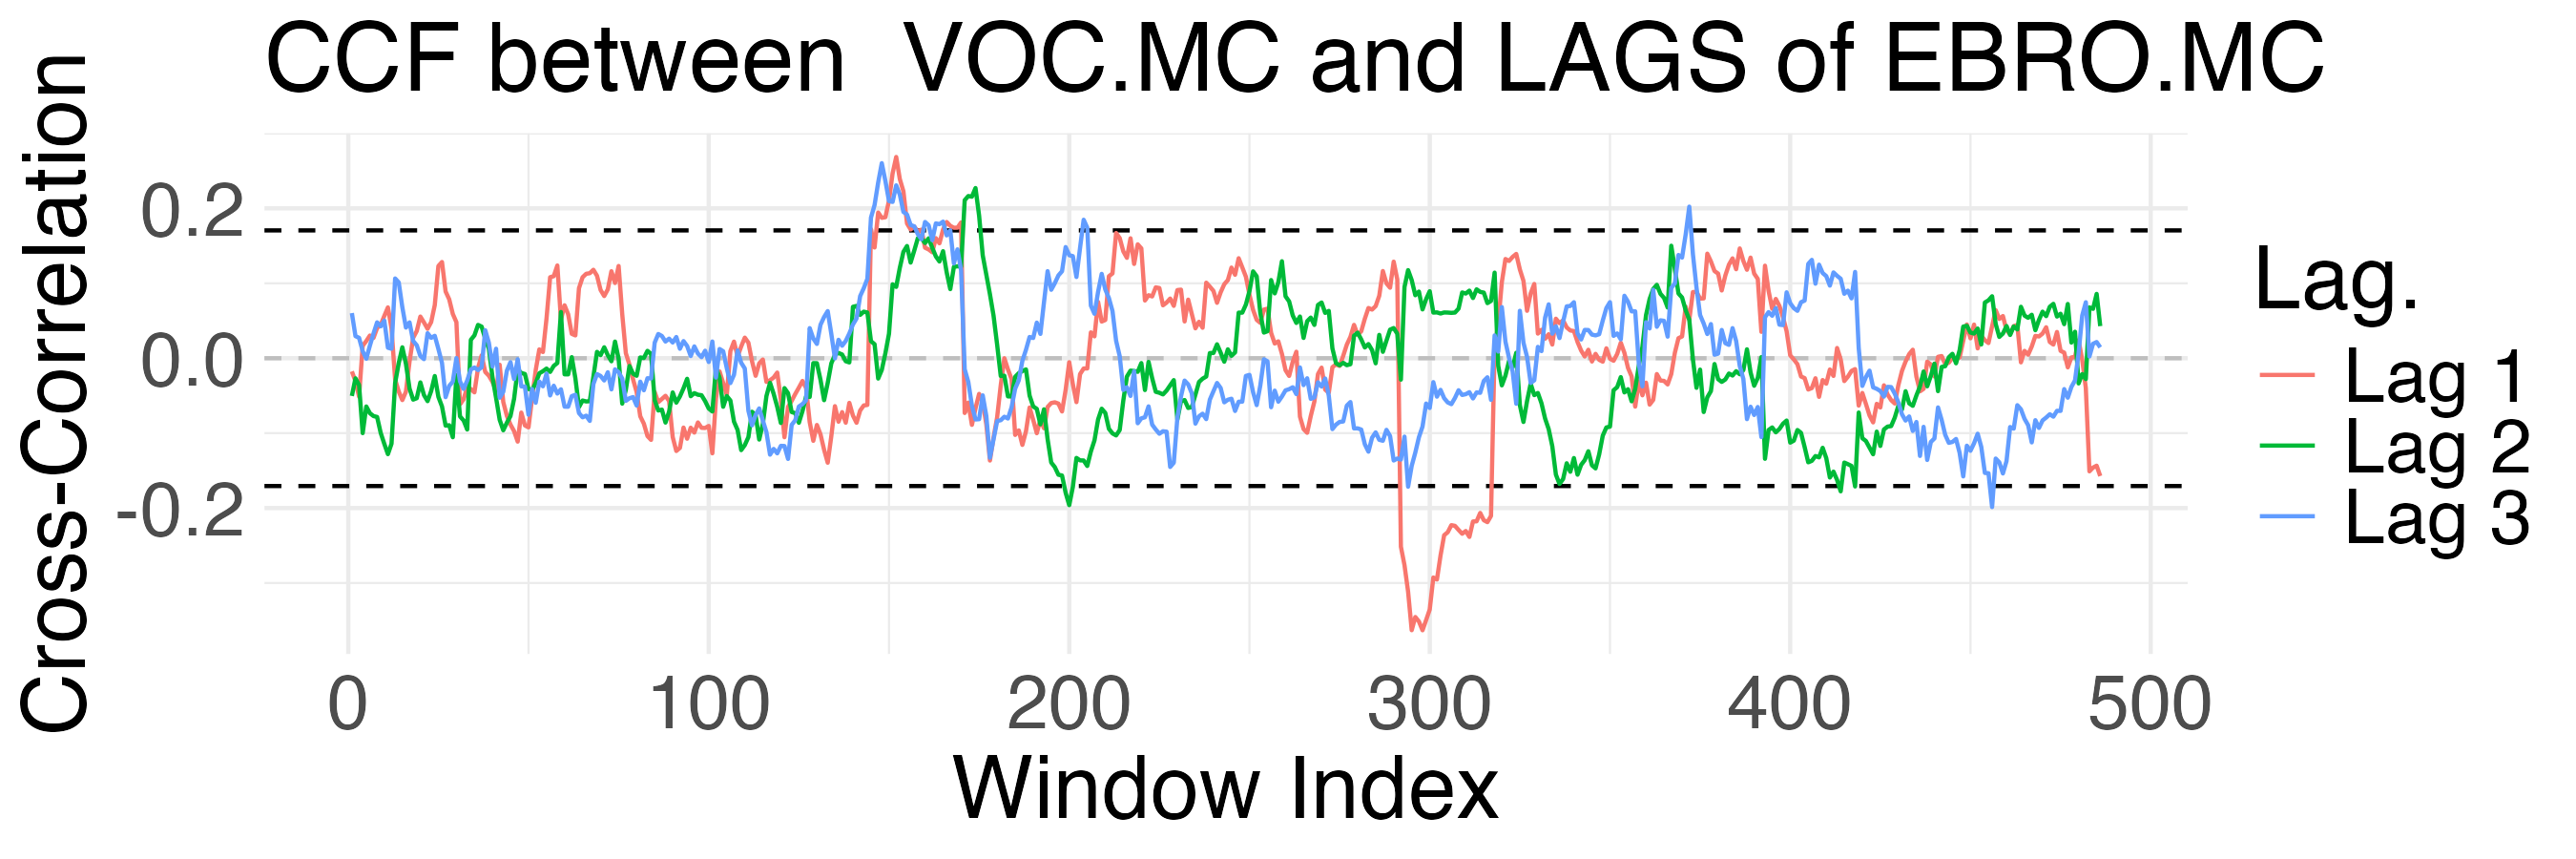 CCF between  VOC.MC and LAGS of EBRO.MC
Cross-Correlation
0.2
0.0
-0.2
0 100 200 300 400 500
Window Index
Lag.
Lag 1
Lag 2
Lag 3